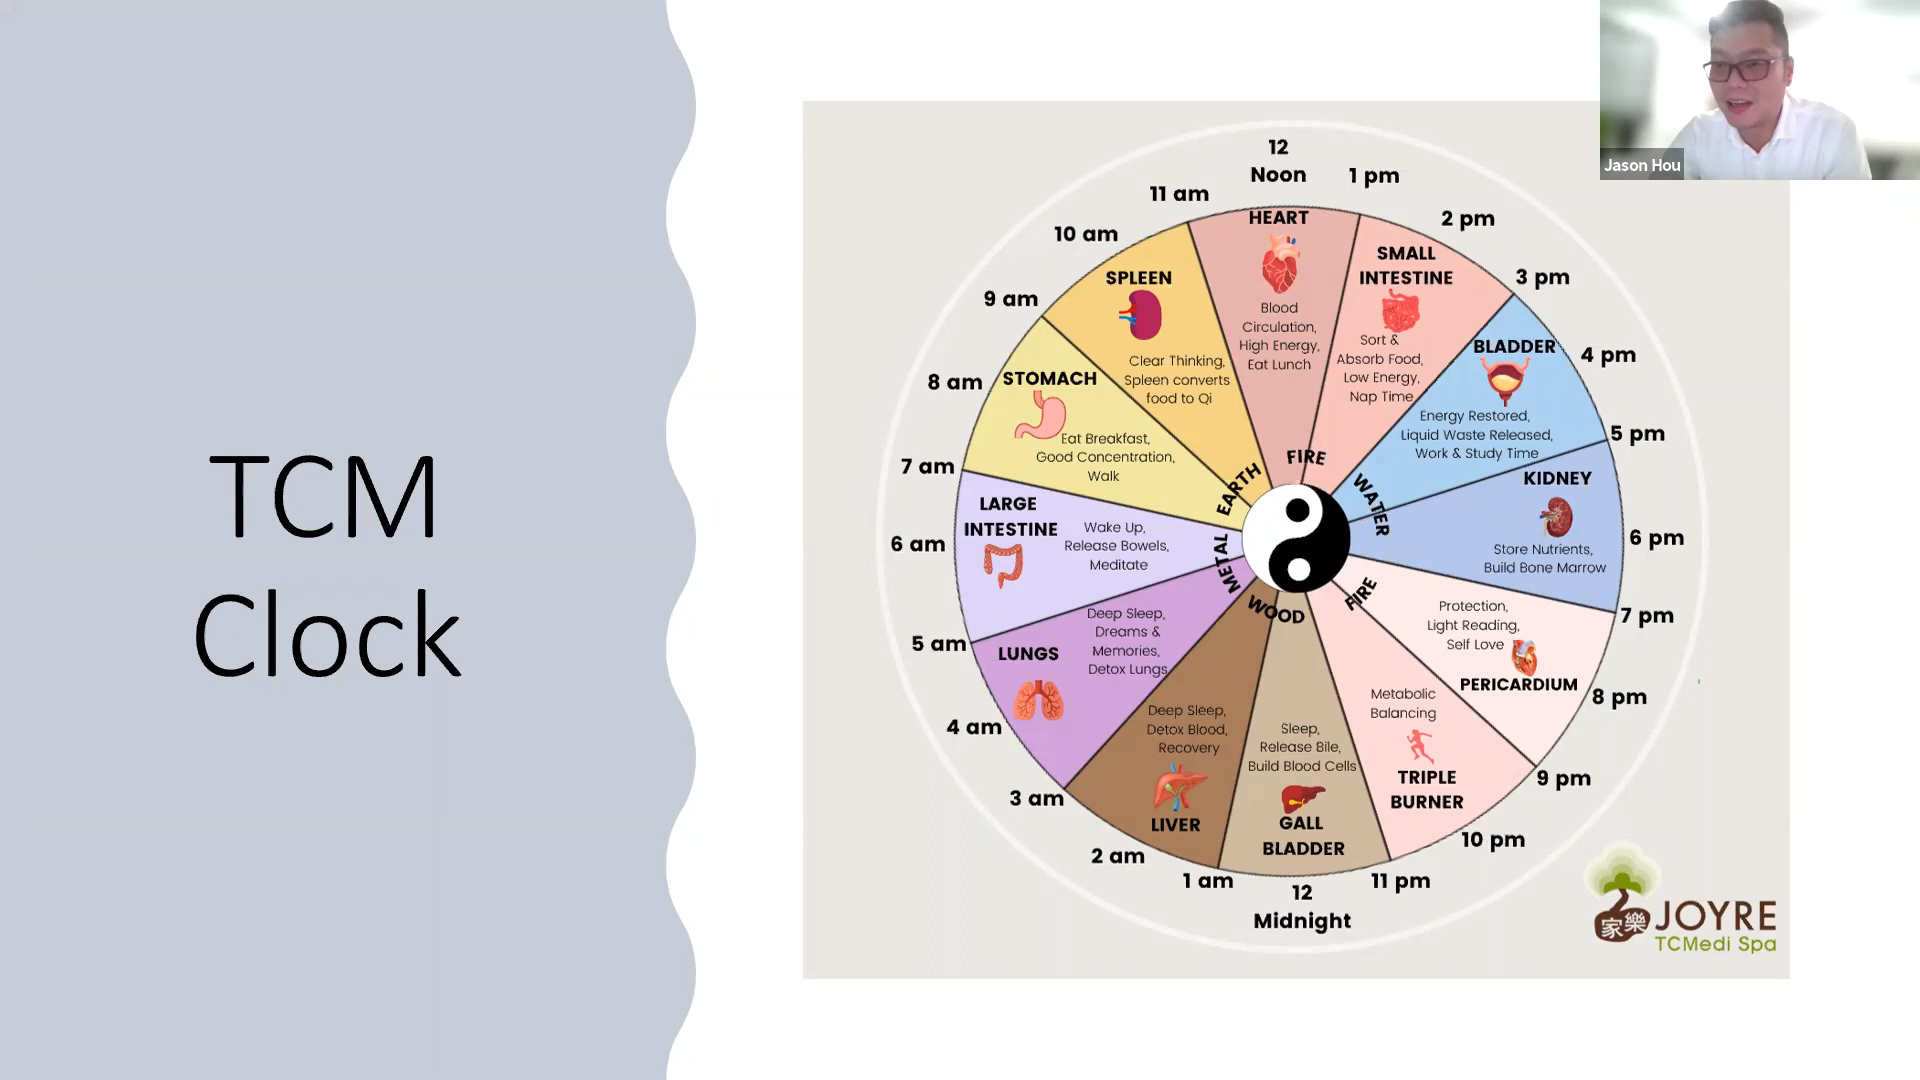 TCM
Clock
12
Noon
1 pm
2 pm
3 pm
4 pm
5 pm
6 pm
7 pm
8 pm
9 pm
10 pm
11 pm
12
Midnight
1 am
2 am
3 am
4 am
5 am
6 am
7 am
8 am
9 am
10 am
11 am
HEART
Blood
Circulation,
High Energy,
Eat Lunch
SMALL
INTESTINE
Sort &
Absorb Food,
Low Energy,
Nap Time
BLADDER
Energy Restored,
Liquid Waste Released,
Work & Study Time
KIDNEY
Store Nutrients,
Build Bone Marrow
Protection,
Light Reading,
Self Love
PERICARDIUM
Metabolic
Balancing
TRIPLE
BURNER
Sleep,
Release Bile,
Build Blood Cells
GALL
BLADDER
Deep Sleep,
Detox Blood,
Recovery
LIVER
Deep Sleep,
Dreams &
Memories,
Detox Lungs
LUNGS
LARGE
INTESTINE
Wake Up,
Release Bowels,
Meditate
STOMACH
Eat Breakfast,
Good Concentration,
Walk
SPLEEN
Clear Thinking,
Spleen converts
food to Qi
FIRE
WATER
FIRE
WOOD
METAL
EARTH
家樂
JOYRE
TCMedi Spa
Jason Hou